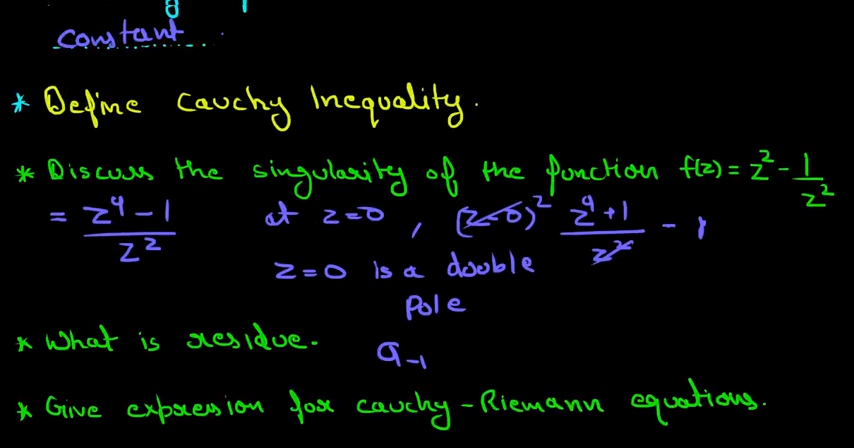 constant
* Define Cauchy Inequality.
* Discuss the singularity of the function f(z) = z² - 1/z²
= z⁴ - 1 / z² at z=0 , (z-0)² z⁴+1 / z² - 1
z=0 is a double
Pole
* What is residue.
a₋₁
* Give expression for cauchy-Riemann equations.